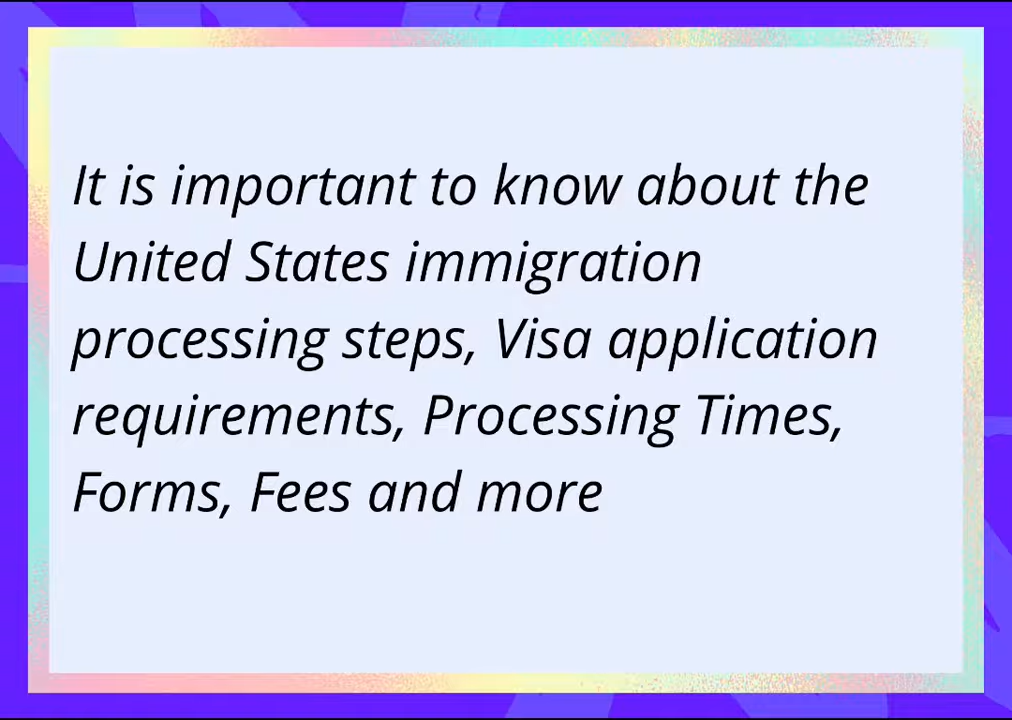 It is important to know about the
United States immigration
processing steps, Visa application
requirements, Processing Times,
Forms, Fees and more